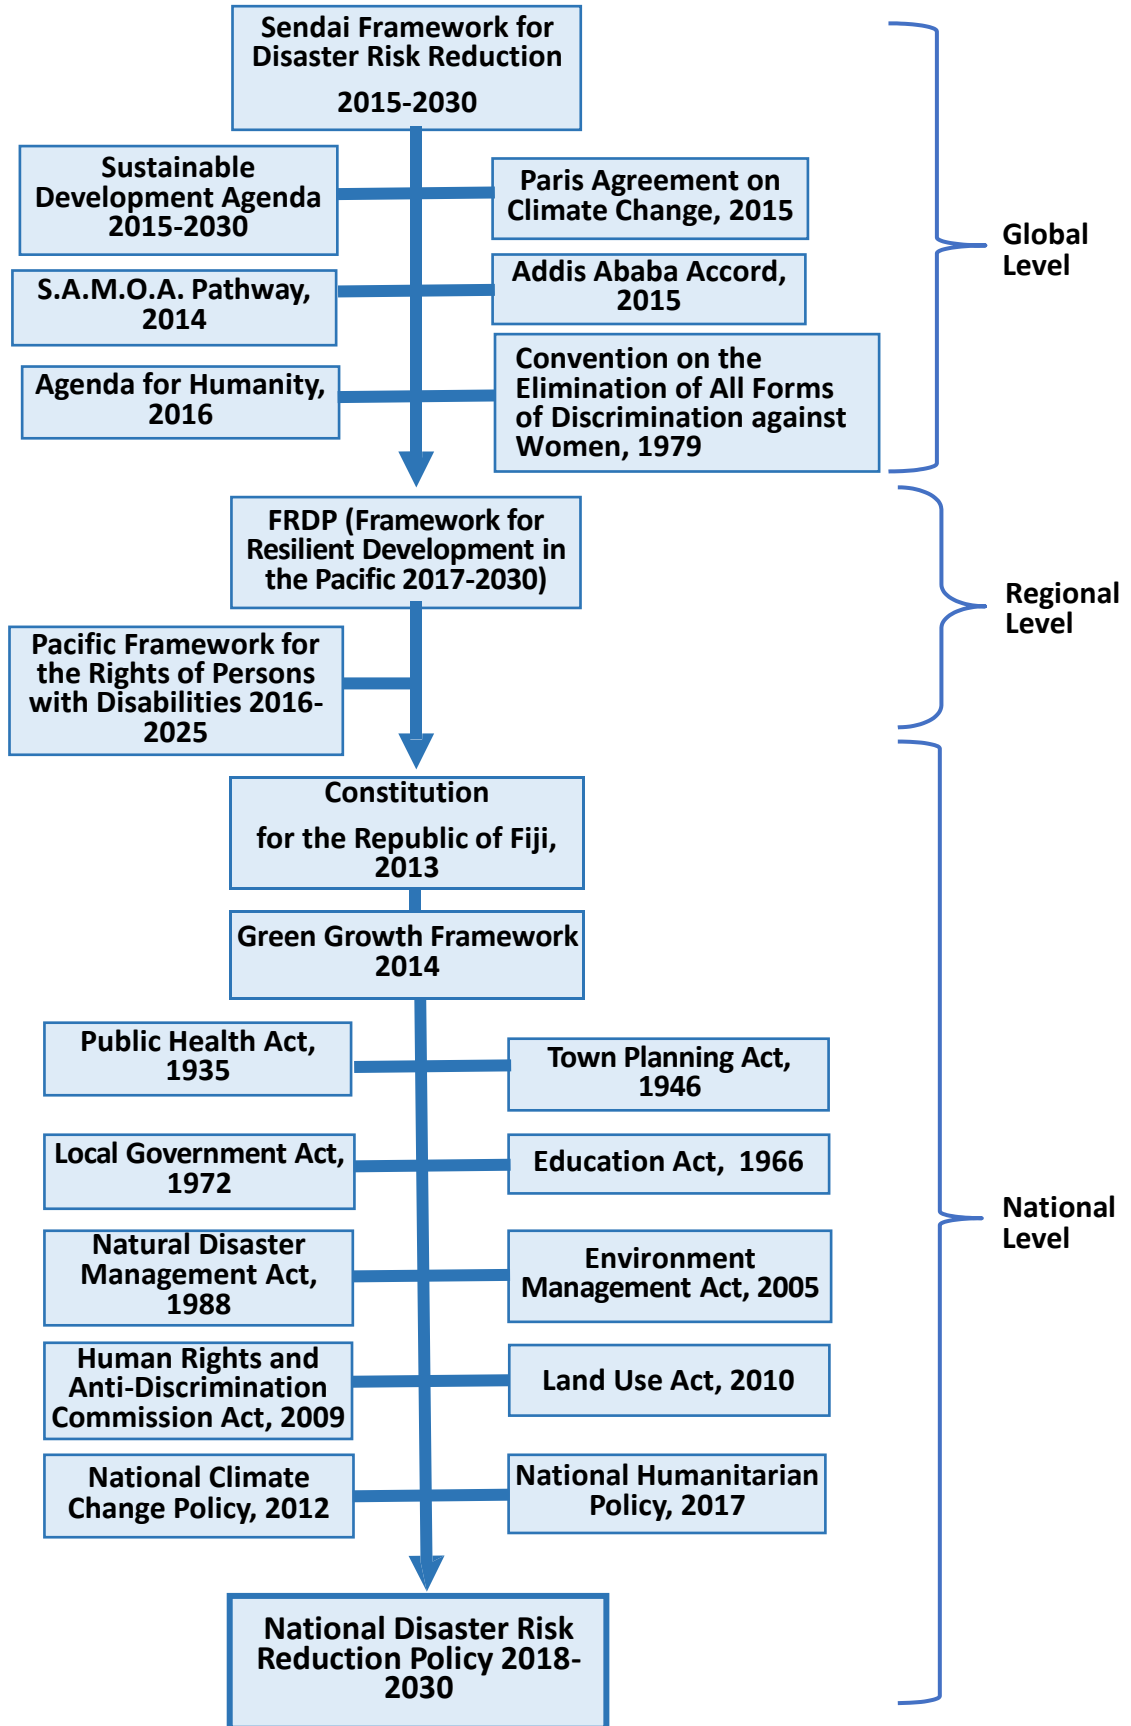 Sendai Framework for
Disaster Risk Reduction
2015-2030
Sustainable
Development Agenda
2015-2030
Paris Agreement on
Climate Change, 2015
S.A.M.O.A. Pathway,
2014
Addis Ababa Accord,
2015
Agenda for Humanity,
2016
Convention on the
Elimination of All Forms
of Discrimination against
Women, 1979
Global
Level
FRDP (Framework for
Resilient Development in
the Pacific 2017-2030)
Pacific Framework for
the Rights of Persons
with Disabilities 2016-
2025
Regional
Level
Constitution
for the Republic of Fiji,
2013
Green Growth Framework
2014
Public Health Act,
1935
Town Planning Act,
1946
Local Government Act,
1972
Education Act, 1966
Natural Disaster
Management Act,
1988
Environment
Management Act, 2005
Human Rights and
Anti-Discrimination
Commission Act, 2009
Land Use Act, 2010
National Climate
Change Policy, 2012
National Humanitarian
Policy, 2017
National
Level
National Disaster Risk
Reduction Policy 2018-
2030